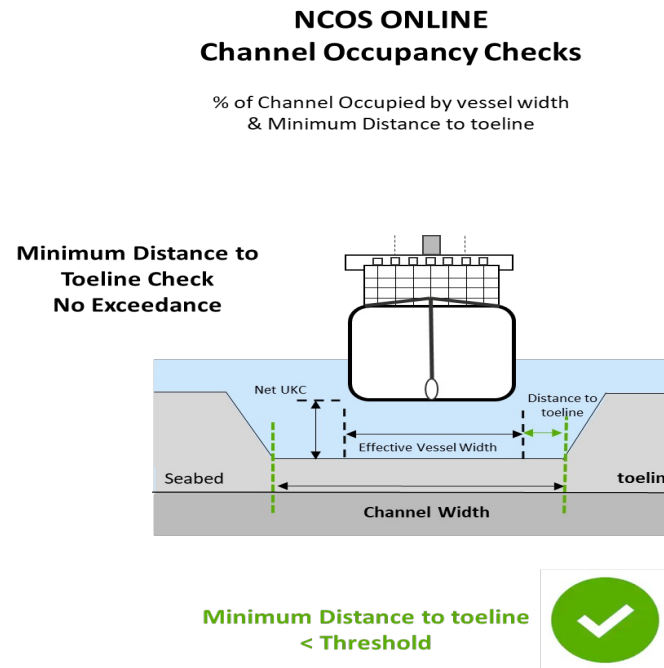 NCOS ONLINE
Channel Occupancy Checks
% of Channel Occupied by vessel width
& Minimum Distance to toeline
Minimum Distance to
Toeline Check
No Exceedance
Net UKC
Distance to
toeline
Effective Vessel Width
Seabed
toelin
Channel Width
Minimum Distance to toeline
< Threshold